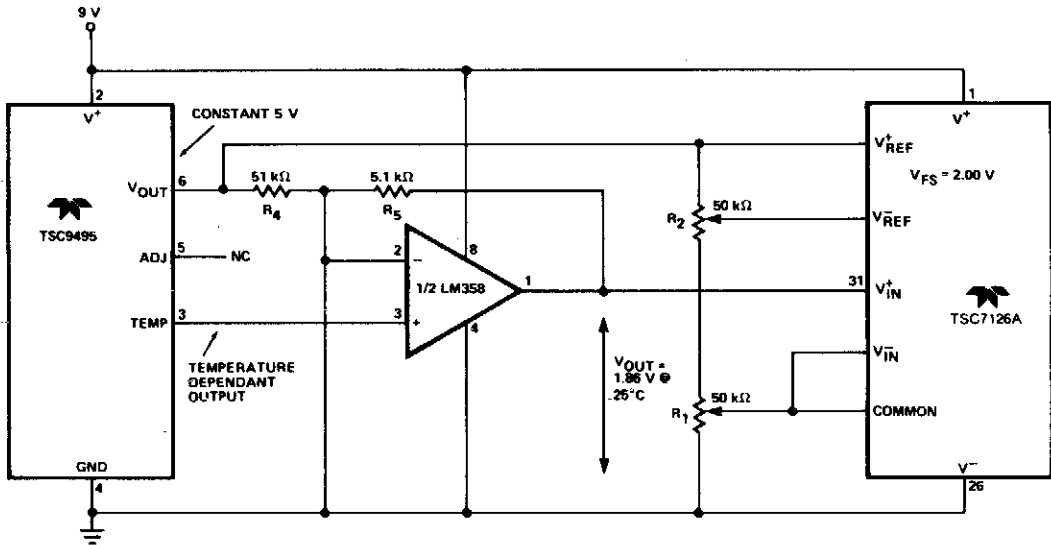 9 V
2
V+
CONSTANT 5 V
VOUT
6
51 kΩ
R4
5.1 kΩ
R5
TSC9495
ADJ
5
NC
TEMP
3
TEMPERATURE
DEPENDANT
OUTPUT
GND
4
2
−
8
1/2 LM358
1
3
+
4
VOUT =
1.86 V @
25°C
50 kΩ
R2
50 kΩ
R1
1
V+
V+REF
VFS = 2.00 V
V−REF
31
V+IN
TSC7126A
V−IN
COMMON
V−
26